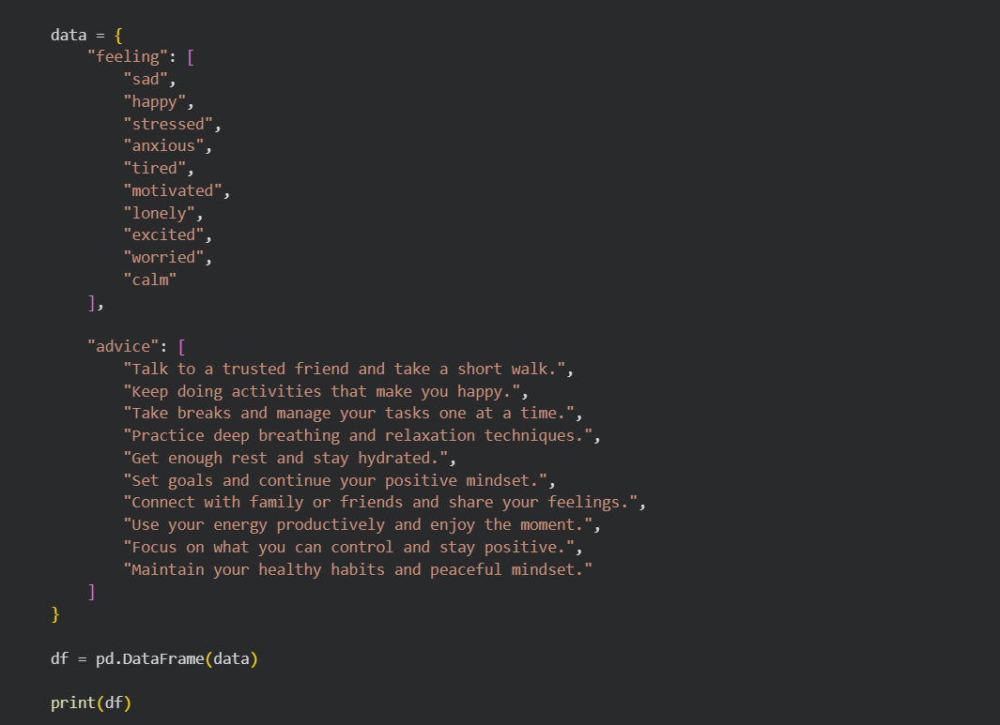 data = {
    "feeling": [
        "sad",
        "happy",
        "stressed",
        "anxious",
        "tired",
        "motivated",
        "lonely",
        "excited",
        "worried",
        "calm"
    ],

    "advice": [
        "Talk to a trusted friend and take a short walk.",
        "Keep doing activities that make you happy.",
        "Take breaks and manage your tasks one at a time.",
        "Practice deep breathing and relaxation techniques.",
        "Get enough rest and stay hydrated.",
        "Set goals and continue your positive mindset.",
        "Connect with family or friends and share your feelings.",
        "Use your energy productively and enjoy the moment.",
        "Focus on what you can control and stay positive.",
        "Maintain your healthy habits and peaceful mindset."
    ]
}

df = pd.DataFrame(data)

print(df)